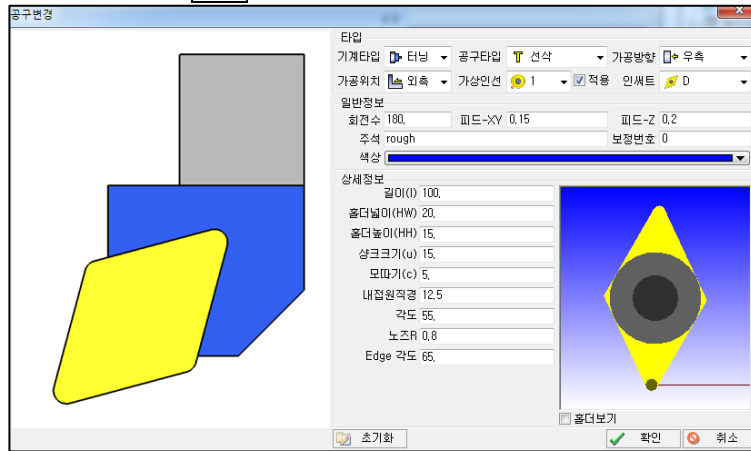 공구변경
타입
기계타입 터닝 공구타입 선삭 가공방향 우측
가공위치 외측 가상인선 1 적용 인써트 D
일반정보
회전수 180, 피드-XY 0,15 피드-Z 0,2
주석 rough 보정번호 0
색상
상세정보
길이(l) 100,
홀더넓이(HW) 20,
홀더높이(HH) 15,
샹크크기(u) 15,
모따기(c) 5,
내접원직경 12,5
각도 55,
노즈R 0,8
Edge 각도 65,
홀더보기
초기화 확인 취소